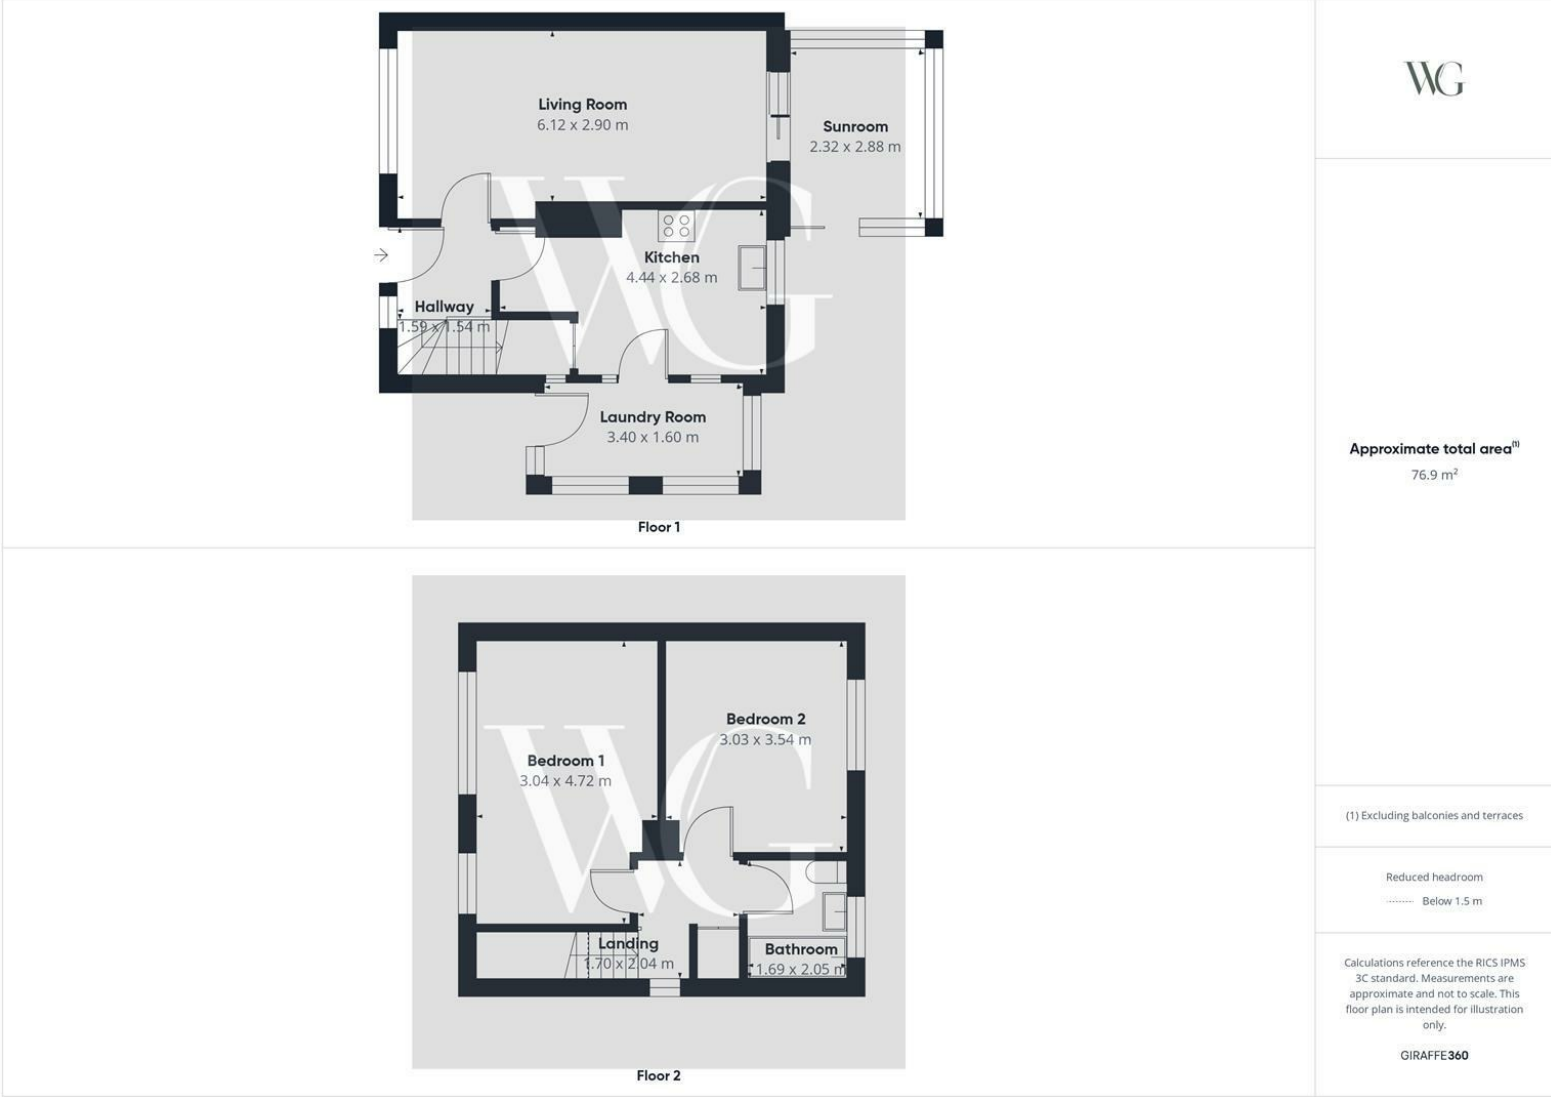 Living Room
6.12 x 2.90 m
Sunroom
2.32 x 2.88 m
Kitchen
4.44 x 2.68 m
Hallway
1.59 x 1.54 m
Laundry Room
3.40 x 1.60 m
WG
Floor 1
Bedroom 1
3.04 x 4.72 m
Bedroom 2
3.03 x 3.54 m
Landing
1.70 x 2.04 m
Bathroom
1.69 x 2.05 m
WG
Floor 2
WG
Approximate total area(1)
76.9 m²
(1) Excluding balconies and terraces
Reduced headroom
Below 1.5 m
Calculations reference the RICS IPMS
3C standard. Measurements are
approximate and not to scale. This
floor plan is intended for illustration
only.
GIRAFFE360